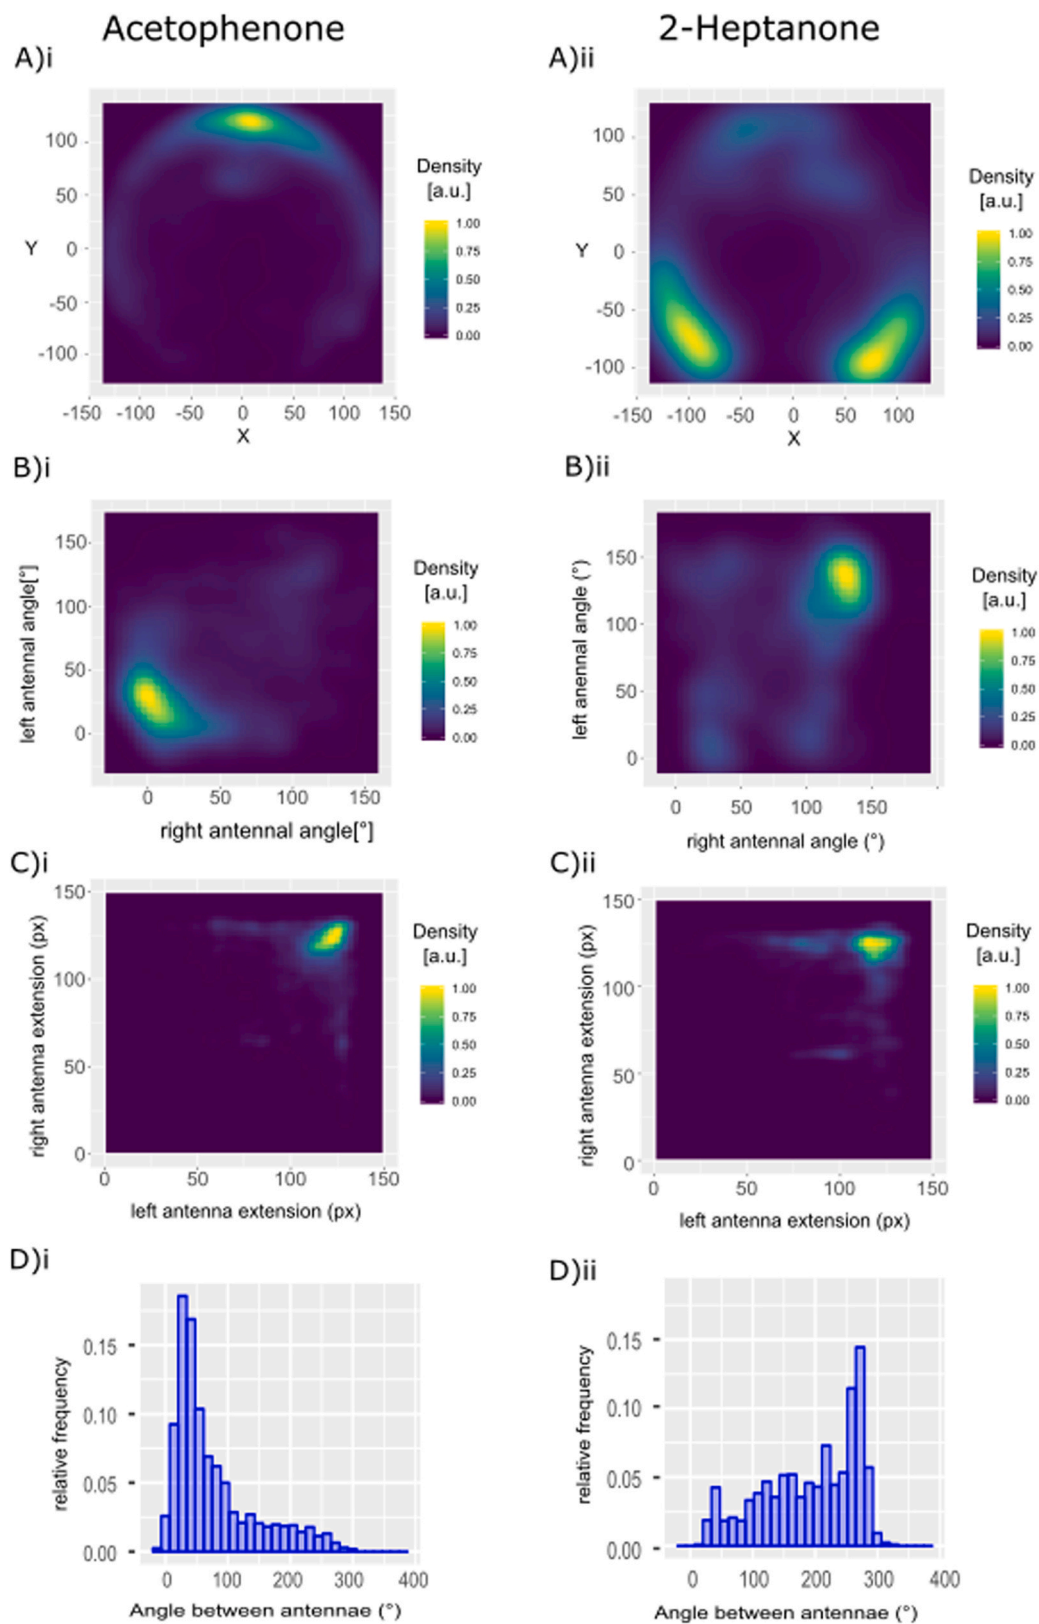 Acetophenone
2-Heptanone
A)i
A)ii
100
50
Y 0
-50
-100
-150 -100 -50 0 50 100 150
X
Density
[a.u.]
1.00
0.75
0.50
0.25
0.00
100
50
Y 0
-50
-100
-150 -100 -50 0 50 100
X
Density
[a.u.]
1.00
0.75
0.50
0.25
0.00
B)i
B)ii
left antennal angle[°]
150
100
50
0
0 50 100 150
right antennal angle[°]
Density
[a.u.]
1.00
0.75
0.50
0.25
0.00
left anennal angle (°)
150
100
50
0
0 50 100 150
right antennal angle (°)
Density
[a.u.]
1.00
0.75
0.50
0.25
0.00
C)i
C)ii
right antenna extension (px)
150
100
50
0
0 50 100 150
left antenna extension (px)
Density
[a.u.]
1.00
0.75
0.50
0.25
0.00
right antenna extension (px)
150
100
50
0
0 50 100 150
left antenna extension (px)
Density
[a.u.]
1.00
0.75
0.50
0.25
0.00
D)i
D)ii
relative frequency
0.15
0.10
0.05
0.00
0 100 200 300 400
Angle between antennae (°)
relative frequency
0.15
0.10
0.05
0.00
0 100 200 300 400
Angle between antennae (°)